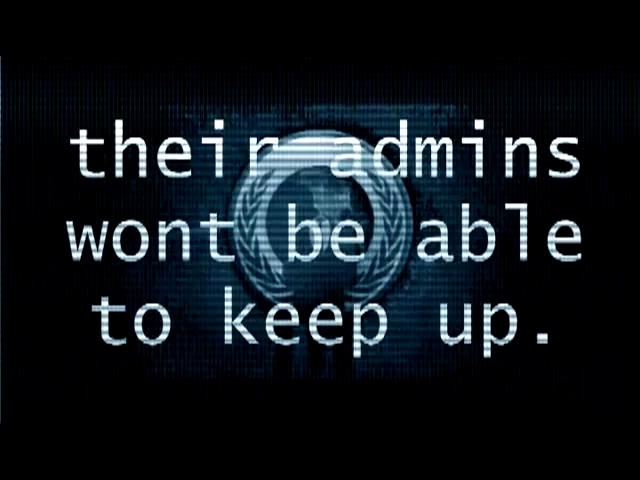 their admins
wont be able
to keep up.